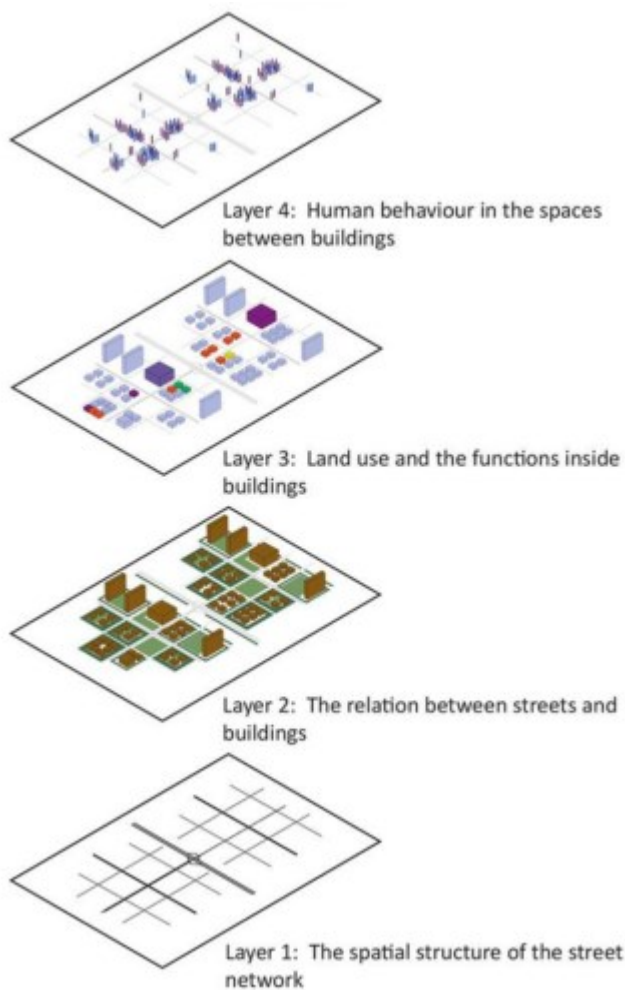 Layer 4: Human behaviour in the spaces
between buildings
Layer 3: Land use and the functions inside
buildings
Layer 2: The relation between streets and
buildings
Layer 1: The spatial structure of the street
network